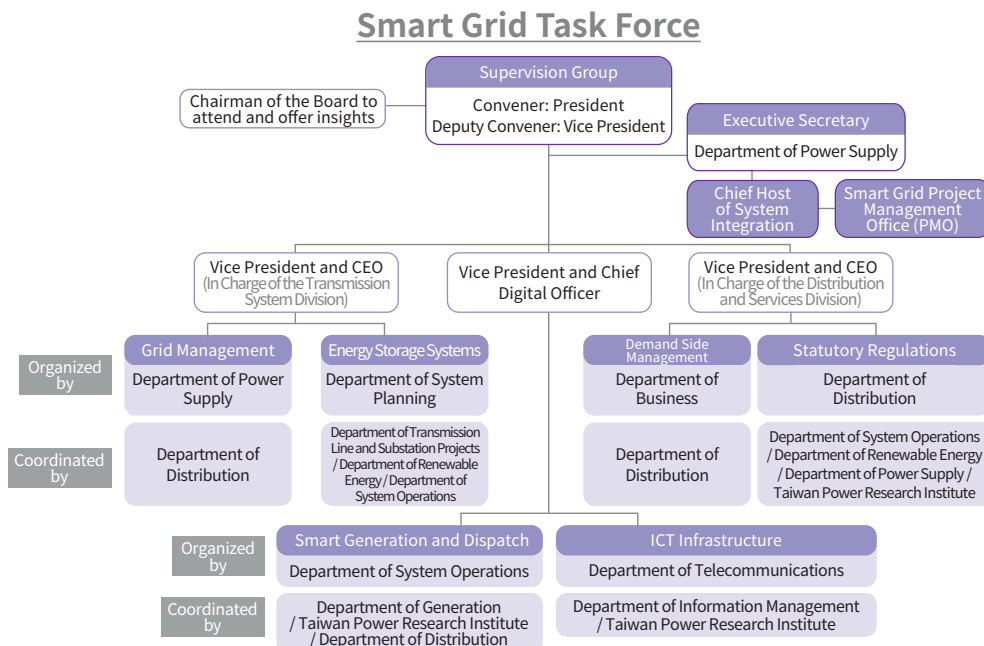 Smart Grid Task Force
Supervision Group
Convener: President
Deputy Convener: Vice President
Chairman of the Board to
attend and offer insights
Executive Secretary
Department of Power Supply
Chief Host
of System
Integration
Smart Grid Project
Management
Office (PMO)
Vice President and CEO
(In Charge of the Transmission
System Division)
Vice President and Chief
Digital Officer
Vice President and CEO
(In Charge of the Distribution
and Services Division)
Organized
by
Grid Management
Department of Power
Supply
Energy Storage Systems
Department of System
Planning
Demand Side
Management
Department of
Business
Statutory Regulations
Department of
Distribution
Coordinated
by
Department of
Distribution
Department of Transmission
Line and Substation Projects
/ Department of Renewable
Energy / Department of
System Operations
Department of
Distribution
Department of System Operations
/ Department of Renewable Energy
/ Department of Power Supply /
Taiwan Power Research Institute
Organized
by
Smart Generation and Dispatch
Department of System Operations
ICT Infrastructure
Department of Telecommunications
Coordinated
by
Department of Generation
/ Taiwan Power Research Institute
/ Department of Distribution
Department of Information Management
/ Taiwan Power Research Institute